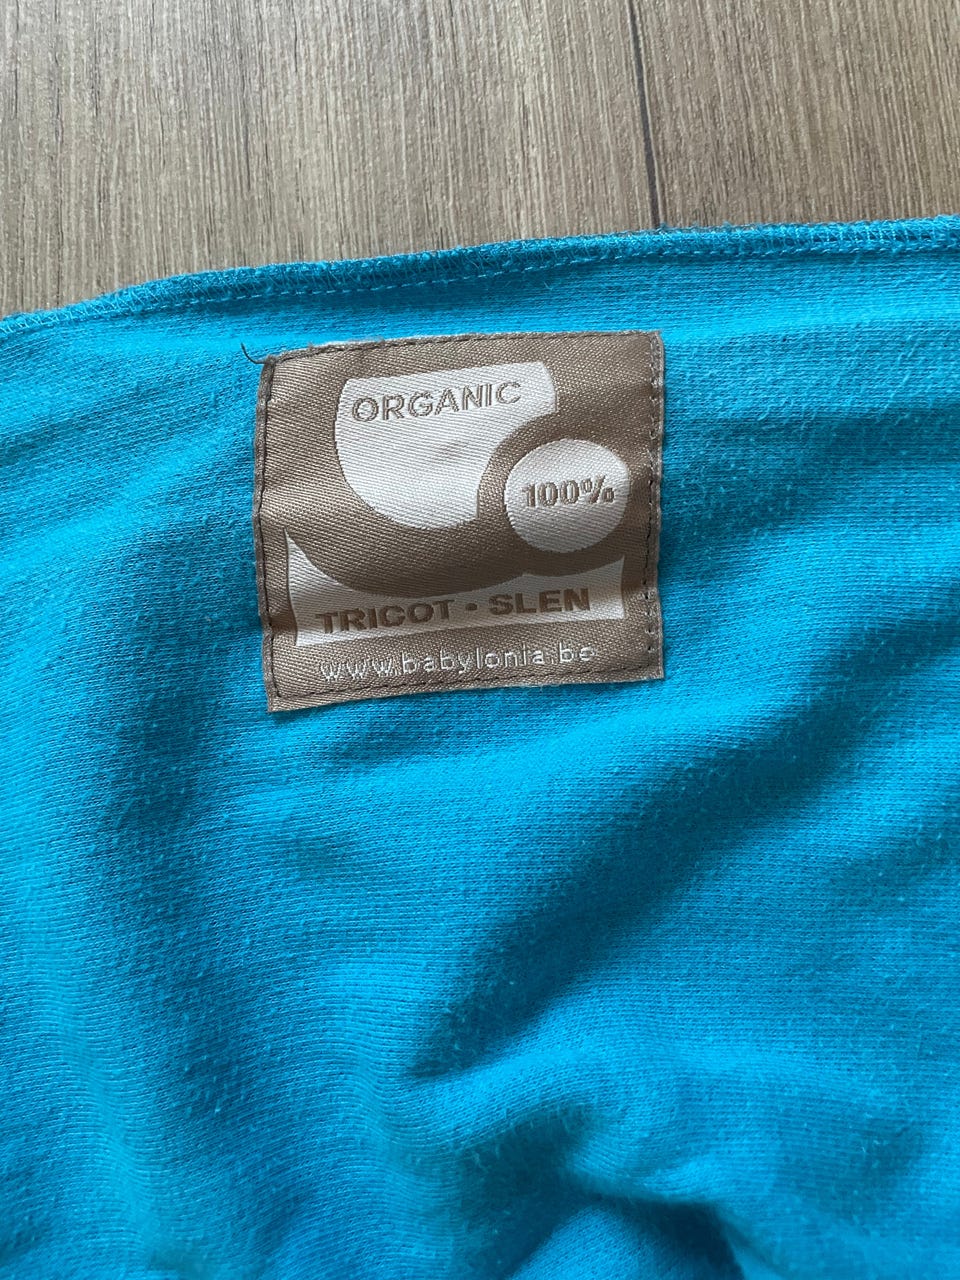 ORGANIC
100%
TRICOT • SLEN
www.babylonia.be